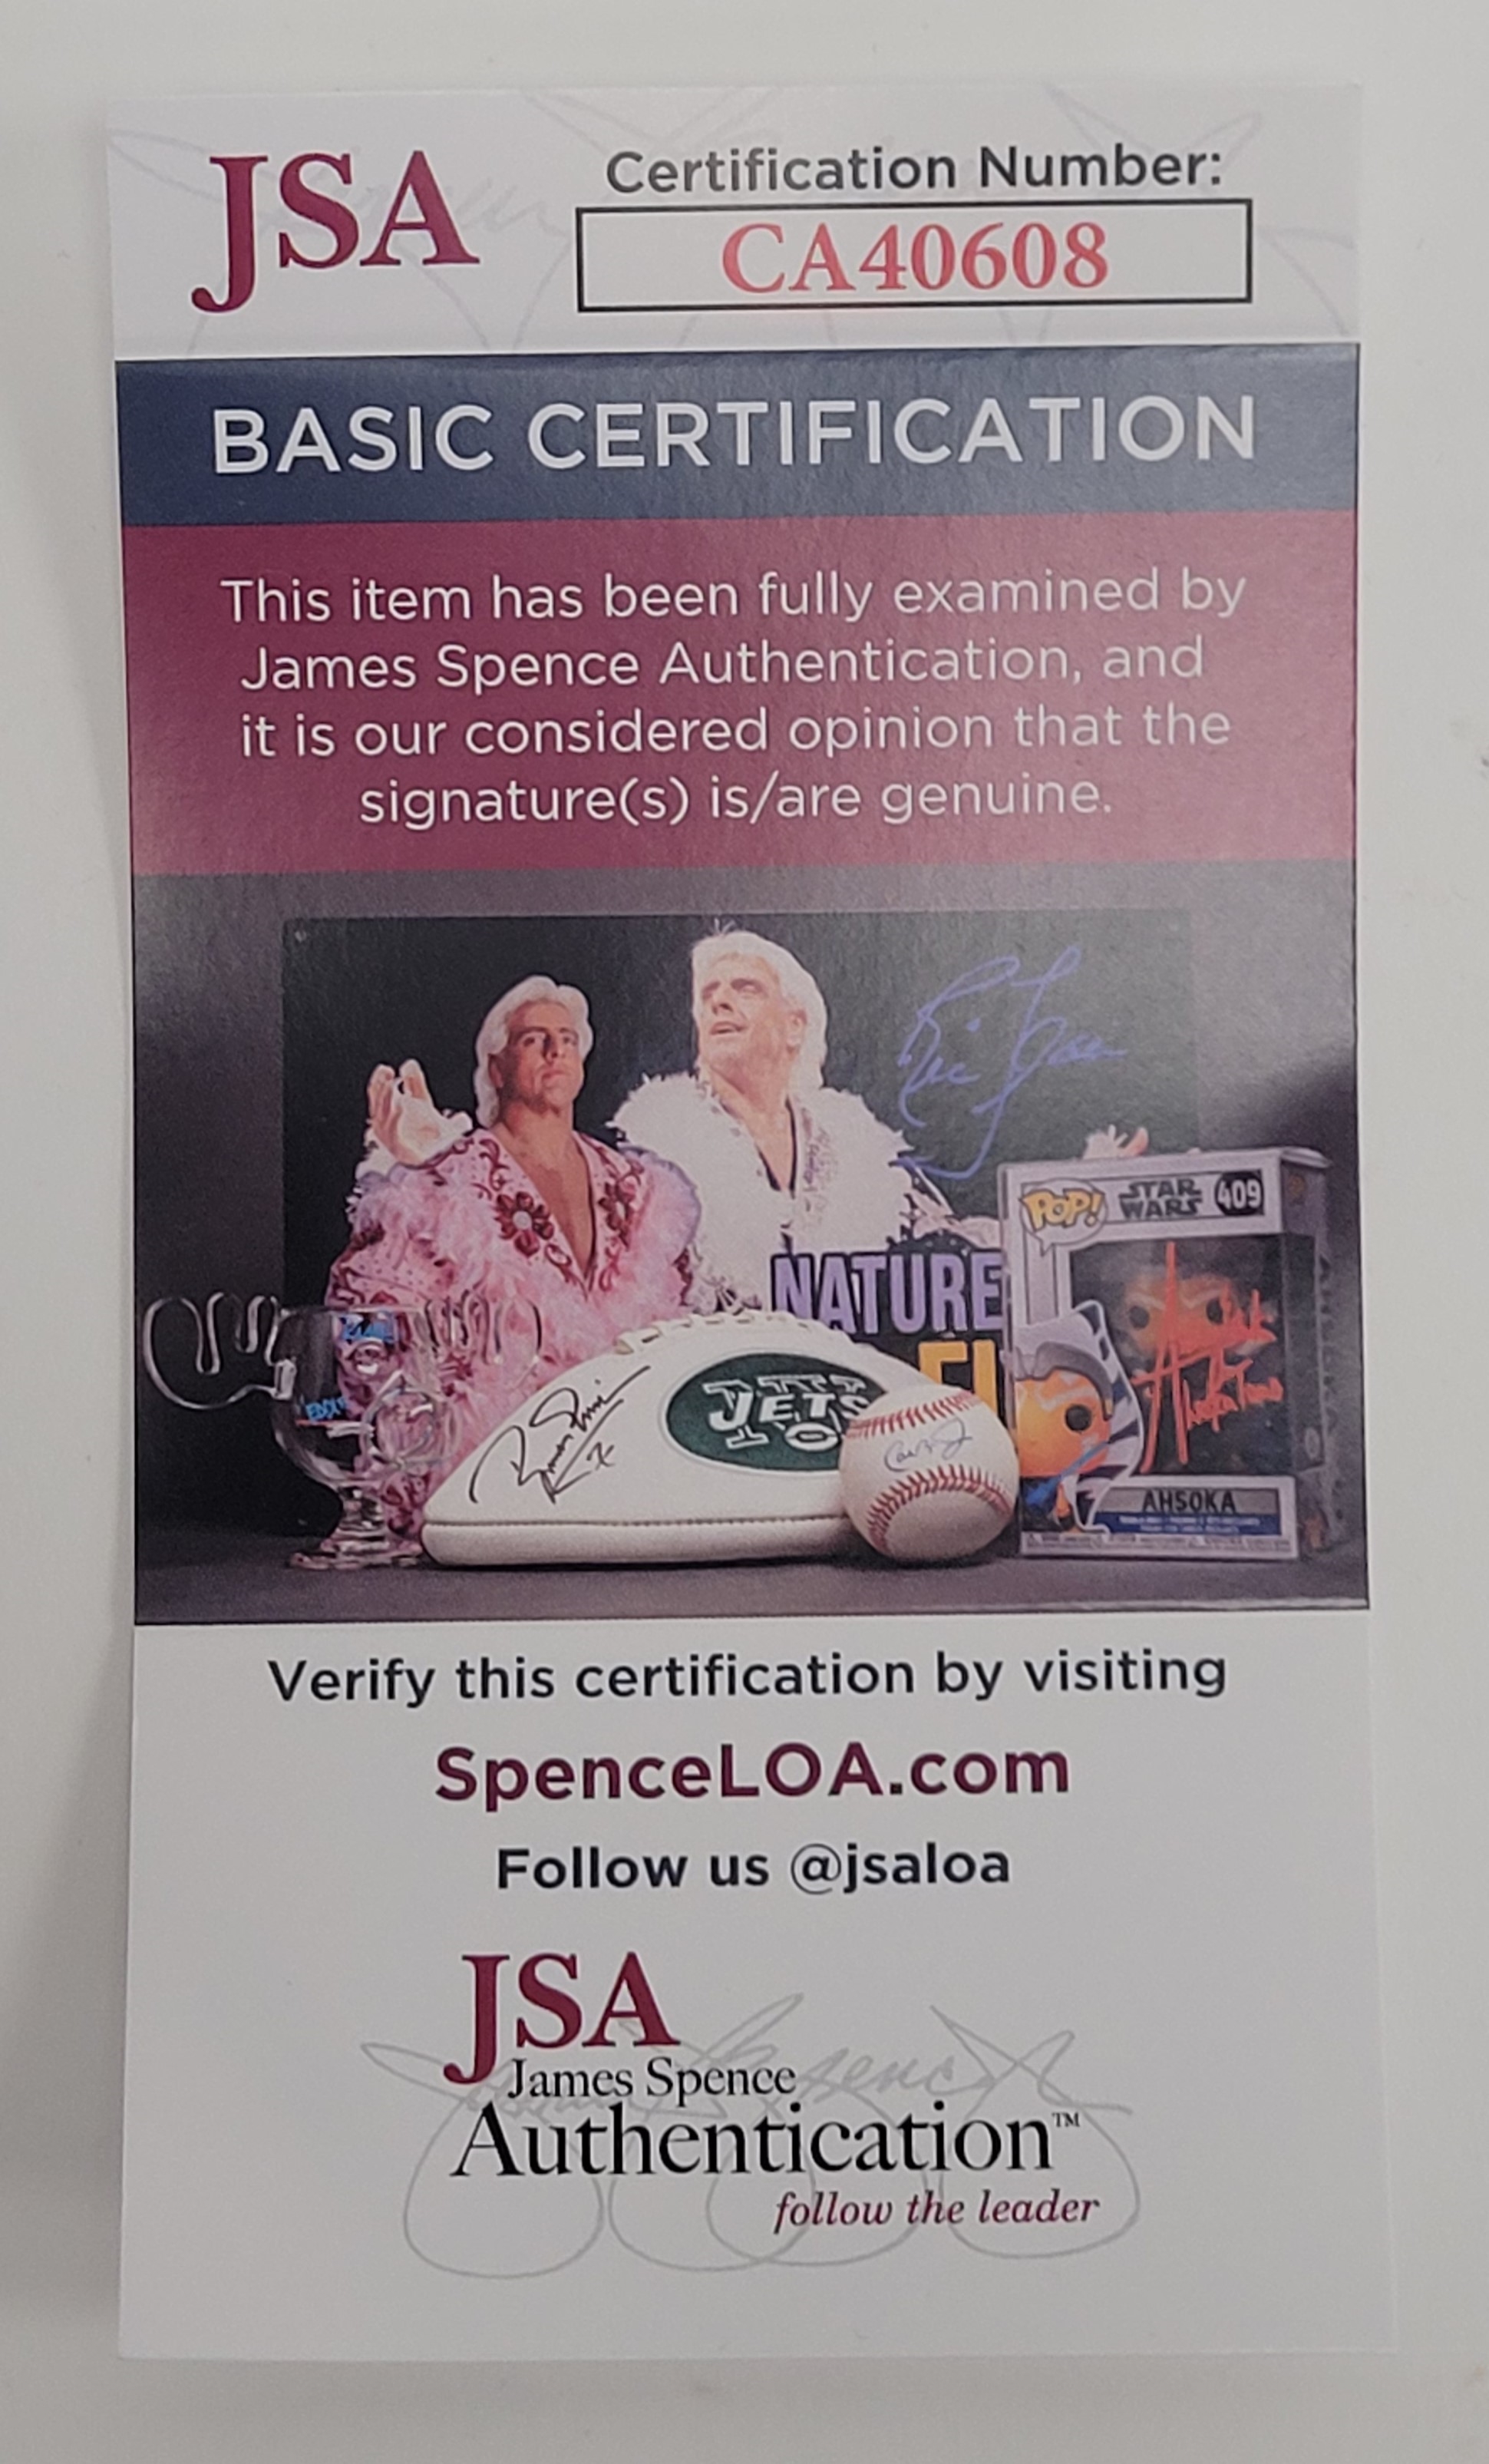 JSA
Certification Number:
CA40608
BASIC CERTIFICATION
This item has been fully examined by
James Spence Authentication, and
it is our considered opinion that the
signature(s) is/are genuine.
POP!
STAR
WARS
409
NATURE
JETS
AHSOKA
Verify this certification by visiting
SpenceLOA.com
Follow us @jsaloa
JSA
James Spence
Authentication™
follow the leader